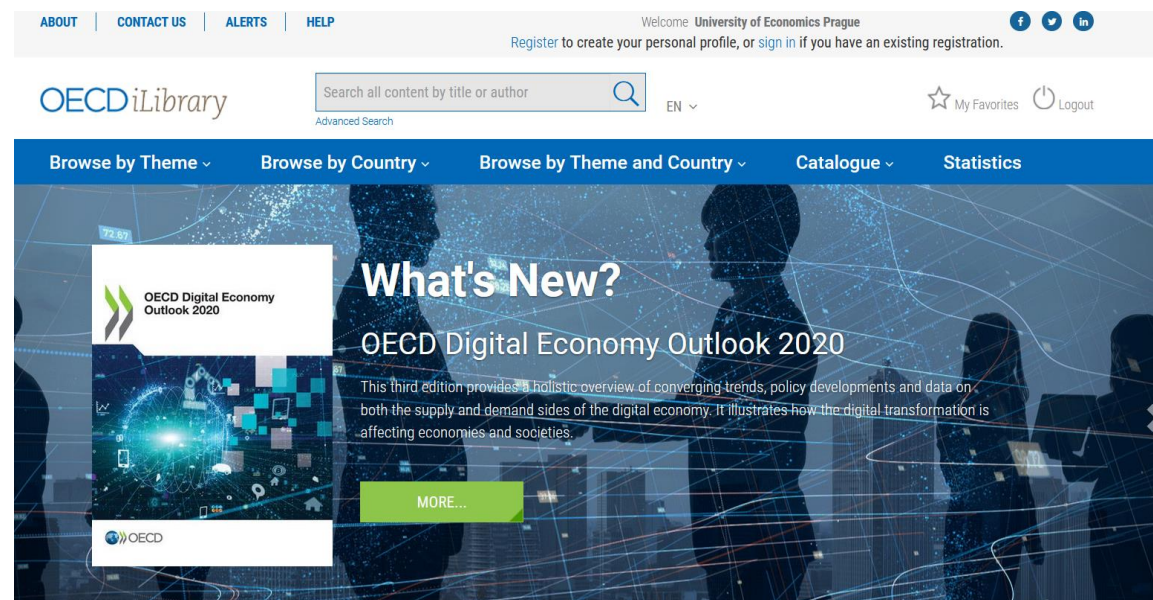 ABOUT
CONTACT US
ALERTS
HELP
Welcome University of Economics Prague
Register to create your personal profile, or sign in if you have an existing registration.
OECDiLibrary
Search all content by title or author
Advanced Search
EN
My Favorites
Logout
Browse by Theme
Browse by Country
Browse by Theme and Country
Catalogue
Statistics
72.67
OECD Digital Economy
Outlook 2020
OECD
What's New?
OECD Digital Economy Outlook 2020
This third edition provides a holistic overview of converging trends, policy developments and data on
both the supply and demand sides of the digital economy. It illustrates how the digital transformation is
affecting economies and societies.
MORE...